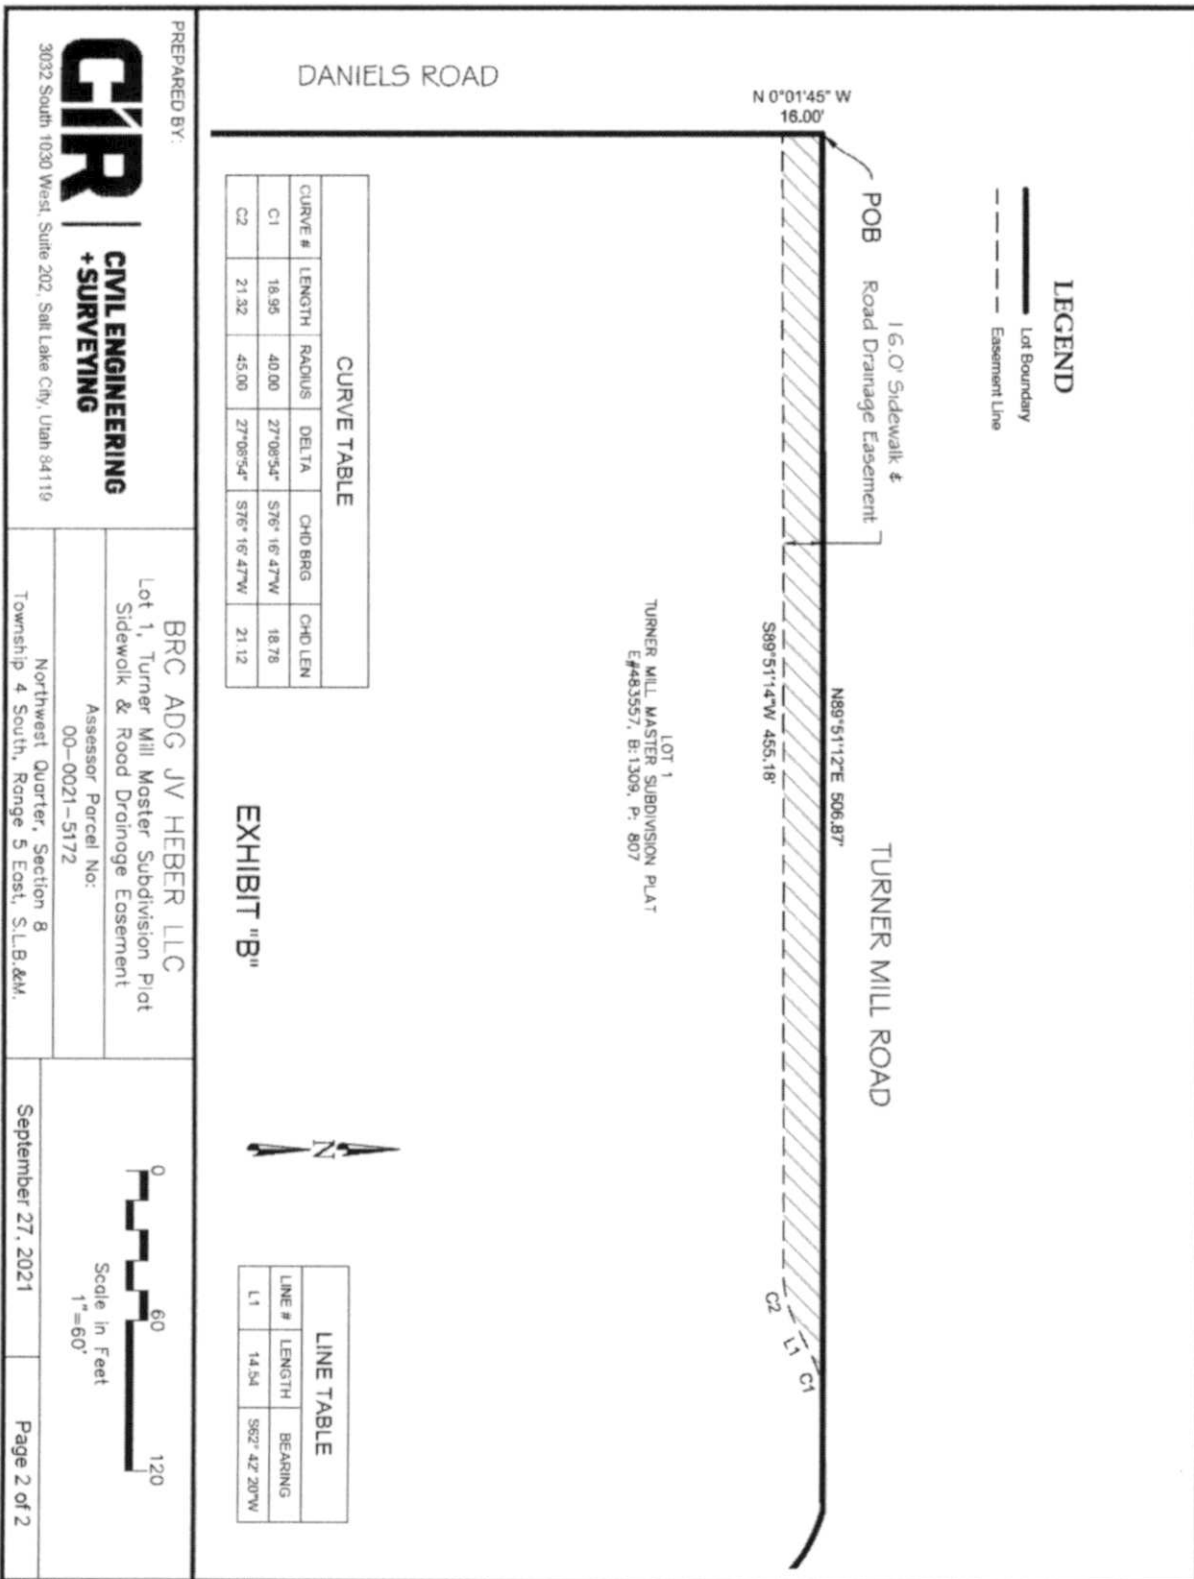 LEGEND
Lot Boundary
Easement Line
N 0°01'45" W
16.00'
DANIELS ROAD
POB
16.0' Sidewalk &
Road Drainage Easement
TURNER MILL ROAD
N89°51'12"E 506.87'
S89°51'14"W 455.18'
C2
L1
C1
LOT 1
TURNER MILL MASTER SUBDIVISION PLAT
E#483557, B:1309, P: 807
CURVE TABLE
CURVE # LENGTH RADIUS DELTA CHD BRG CHD LEN
C1 18.95 40.00 27°08'54" S76° 16' 47"W 18.78
C2 21.32 45.00 27°08'54" S76° 16' 47"W 21.12
EXHIBIT "B"
N
LINE TABLE
LINE # LENGTH BEARING
L1 14.54 S62° 42' 20"W
PREPARED BY:
CIR
CIVIL ENGINEERING
+SURVEYING
3032 South 1030 West, Suite 202, Salt Lake City, Utah 84119
BRC ADG JV HEBER LLC
Lot 1, Turner Mill Master Subdivision Plat
Sidewalk & Road Drainage Easement
Assessor Parcel No:
00-0021-5172
Northwest Quarter, Section 8
Township 4 South, Range 5 East, S.L.B.&M.
0 60 120
Scale in Feet
1"=60'
September 27, 2021
Page 2 of 2